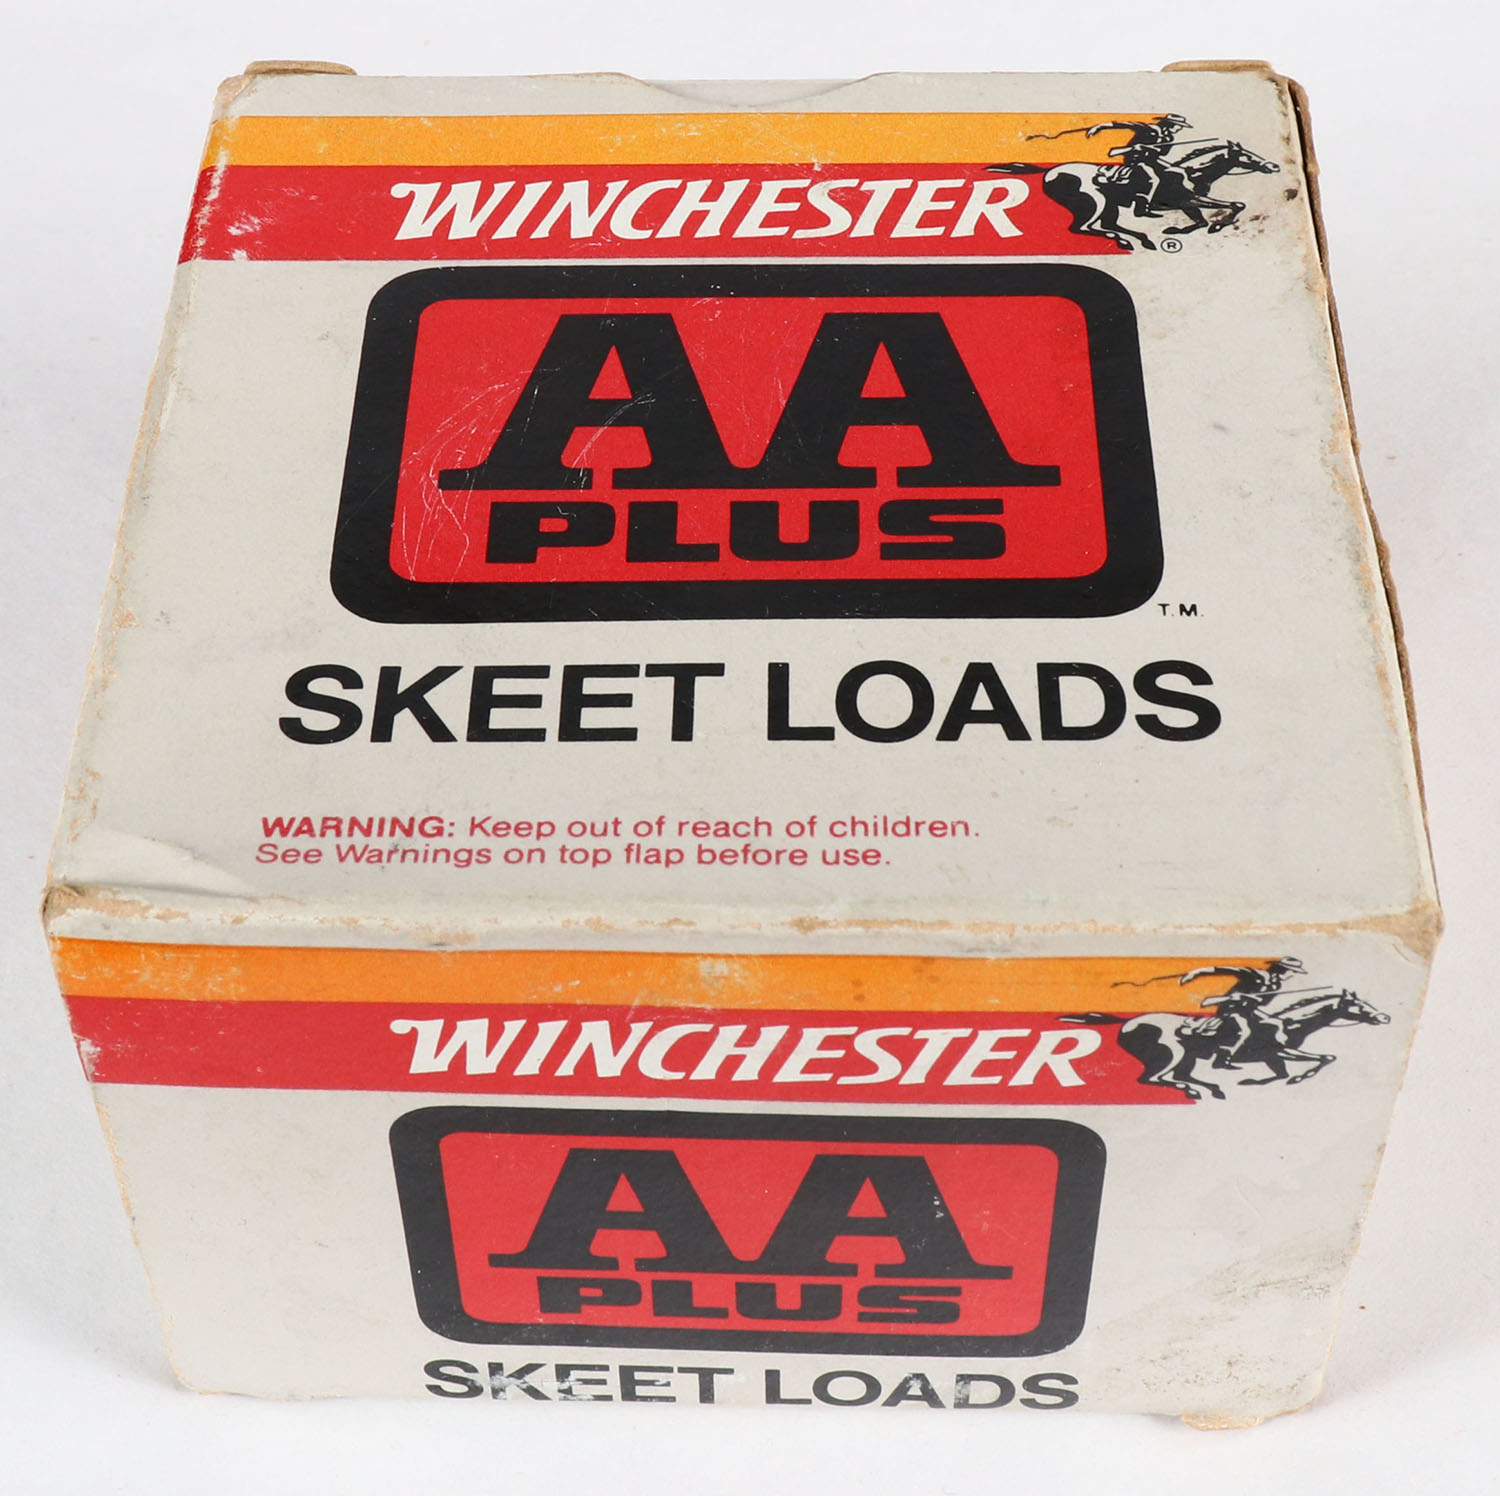 WINCHESTER
®
AA
PLUS
T.M.
SKEET LOADS
WARNING: Keep out of reach of children.
See Warnings on top flap before use.
WINCHESTER
AA
PLUS
SKEET LOADS